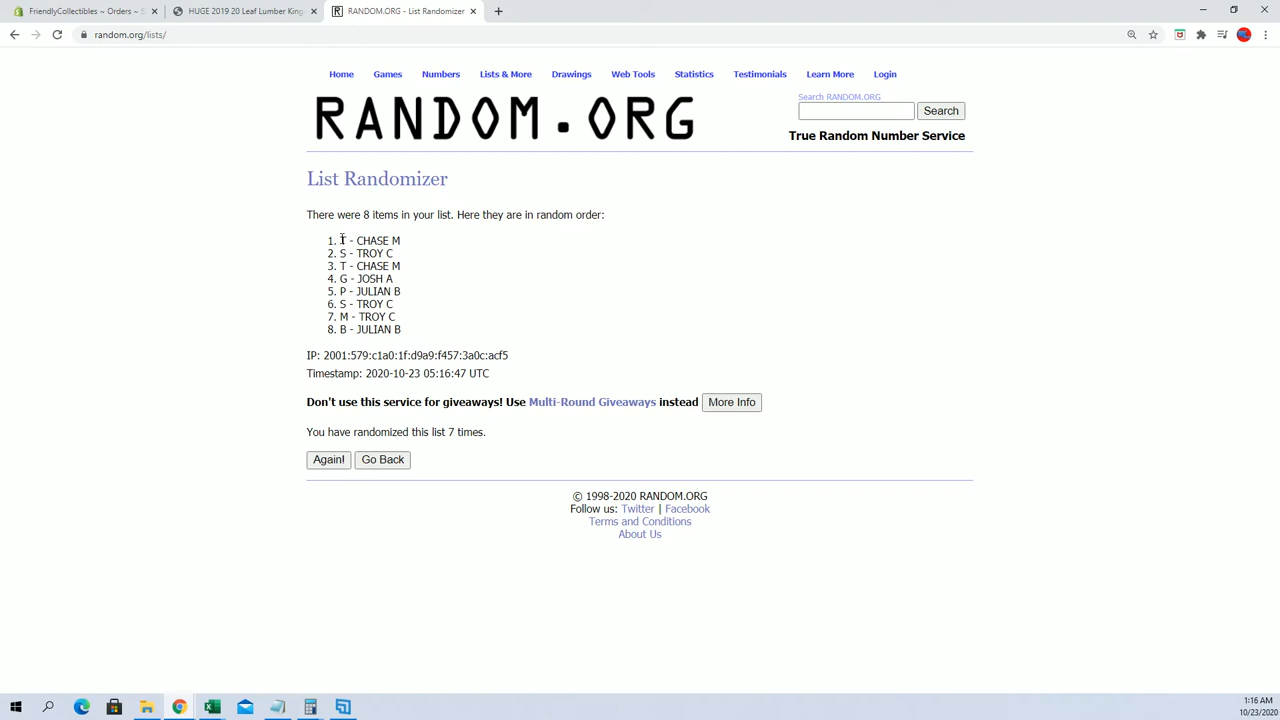 FriendlyCollectibles ~ Orders ~ S
HUGE 2019 20 Leaf Lumber King
RANDOM.ORG - List Randomizer
random.org/lists/
Home Games Numbers Lists & More Drawings Web Tools Statistics Testimonials Learn More Login
RANDOM.ORG
Search RANDOM.ORG
Search
True Random Number Service
List Randomizer
There were 8 items in your list. Here they are in random order:
1. T - CHASE M
2. S - TROY C
3. T - CHASE M
4. G - JOSH A
5. P - JULIAN B
6. S - TROY C
7. M - TROY C
8. B - JULIAN B
IP: 2001:579:c1a0:1f:d9a9:f457:3a0c:acf5
Timestamp: 2020-10-23 05:16:47 UTC
Don't use this service for giveaways! Use Multi-Round Giveaways instead More Info
You have randomized this list 7 times.
Again! Go Back
© 1998-2020 RANDOM.ORG
Follow us: Twitter | Facebook
Terms and Conditions
About Us
1:16 AM
10/23/2020